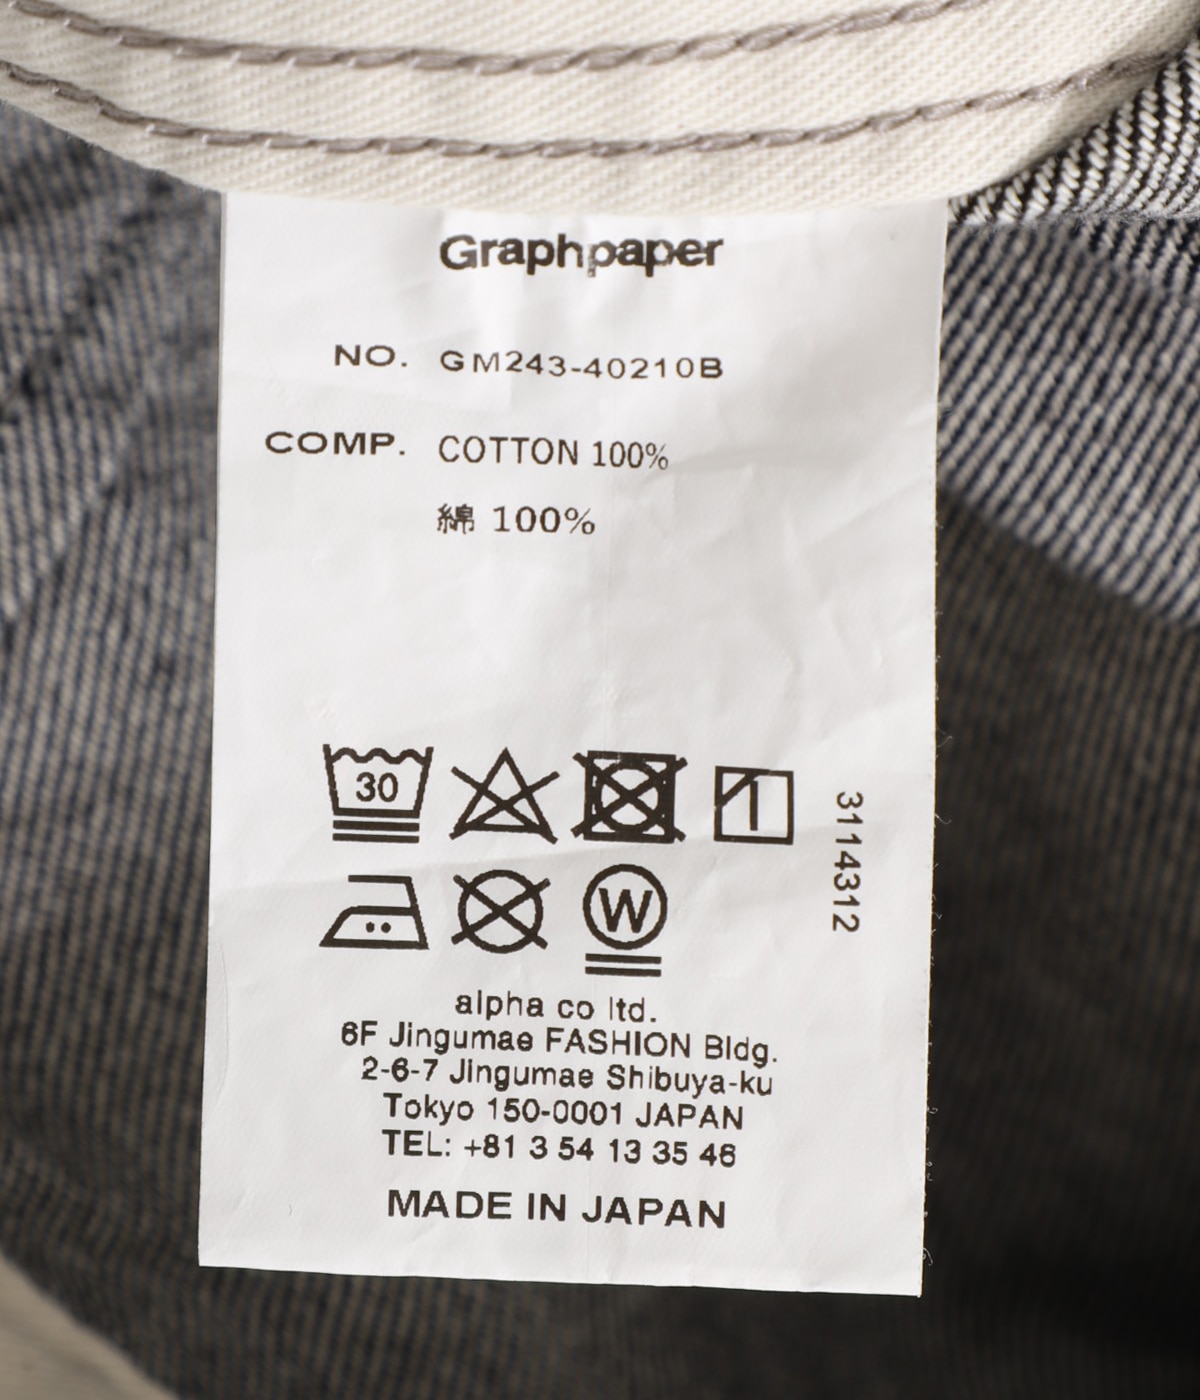 Graphpaper
NO. GM243-40210B
COMP. COTTON 100%
綿 100%
30
3114312
W
alpha co ltd.
6F Jingumae FASHION Bldg.
2-6-7 Jingumae Shibuya-ku
Tokyo 150-0001 JAPAN
TEL: +81 3 54 13 35 46
MADE IN JAPAN